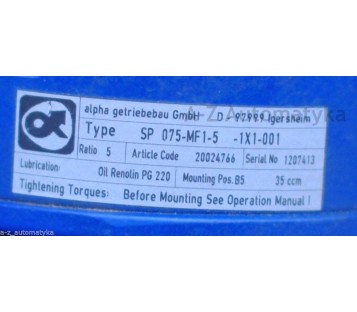 Z Automatyka
alpha getriebebau GmbH D - 97999 Igersheim
Type SP 075-MF1-5 -1X1-001
Ratio 5 Article Code 20024766 Serial No 1207413
Lubrication: Oil Renolin PG 220 Mounting Pos. B5 35 ccm
Tightening Torques: Before Mounting See Operation Manual !
a-z_automatyka
a-z_automatyka